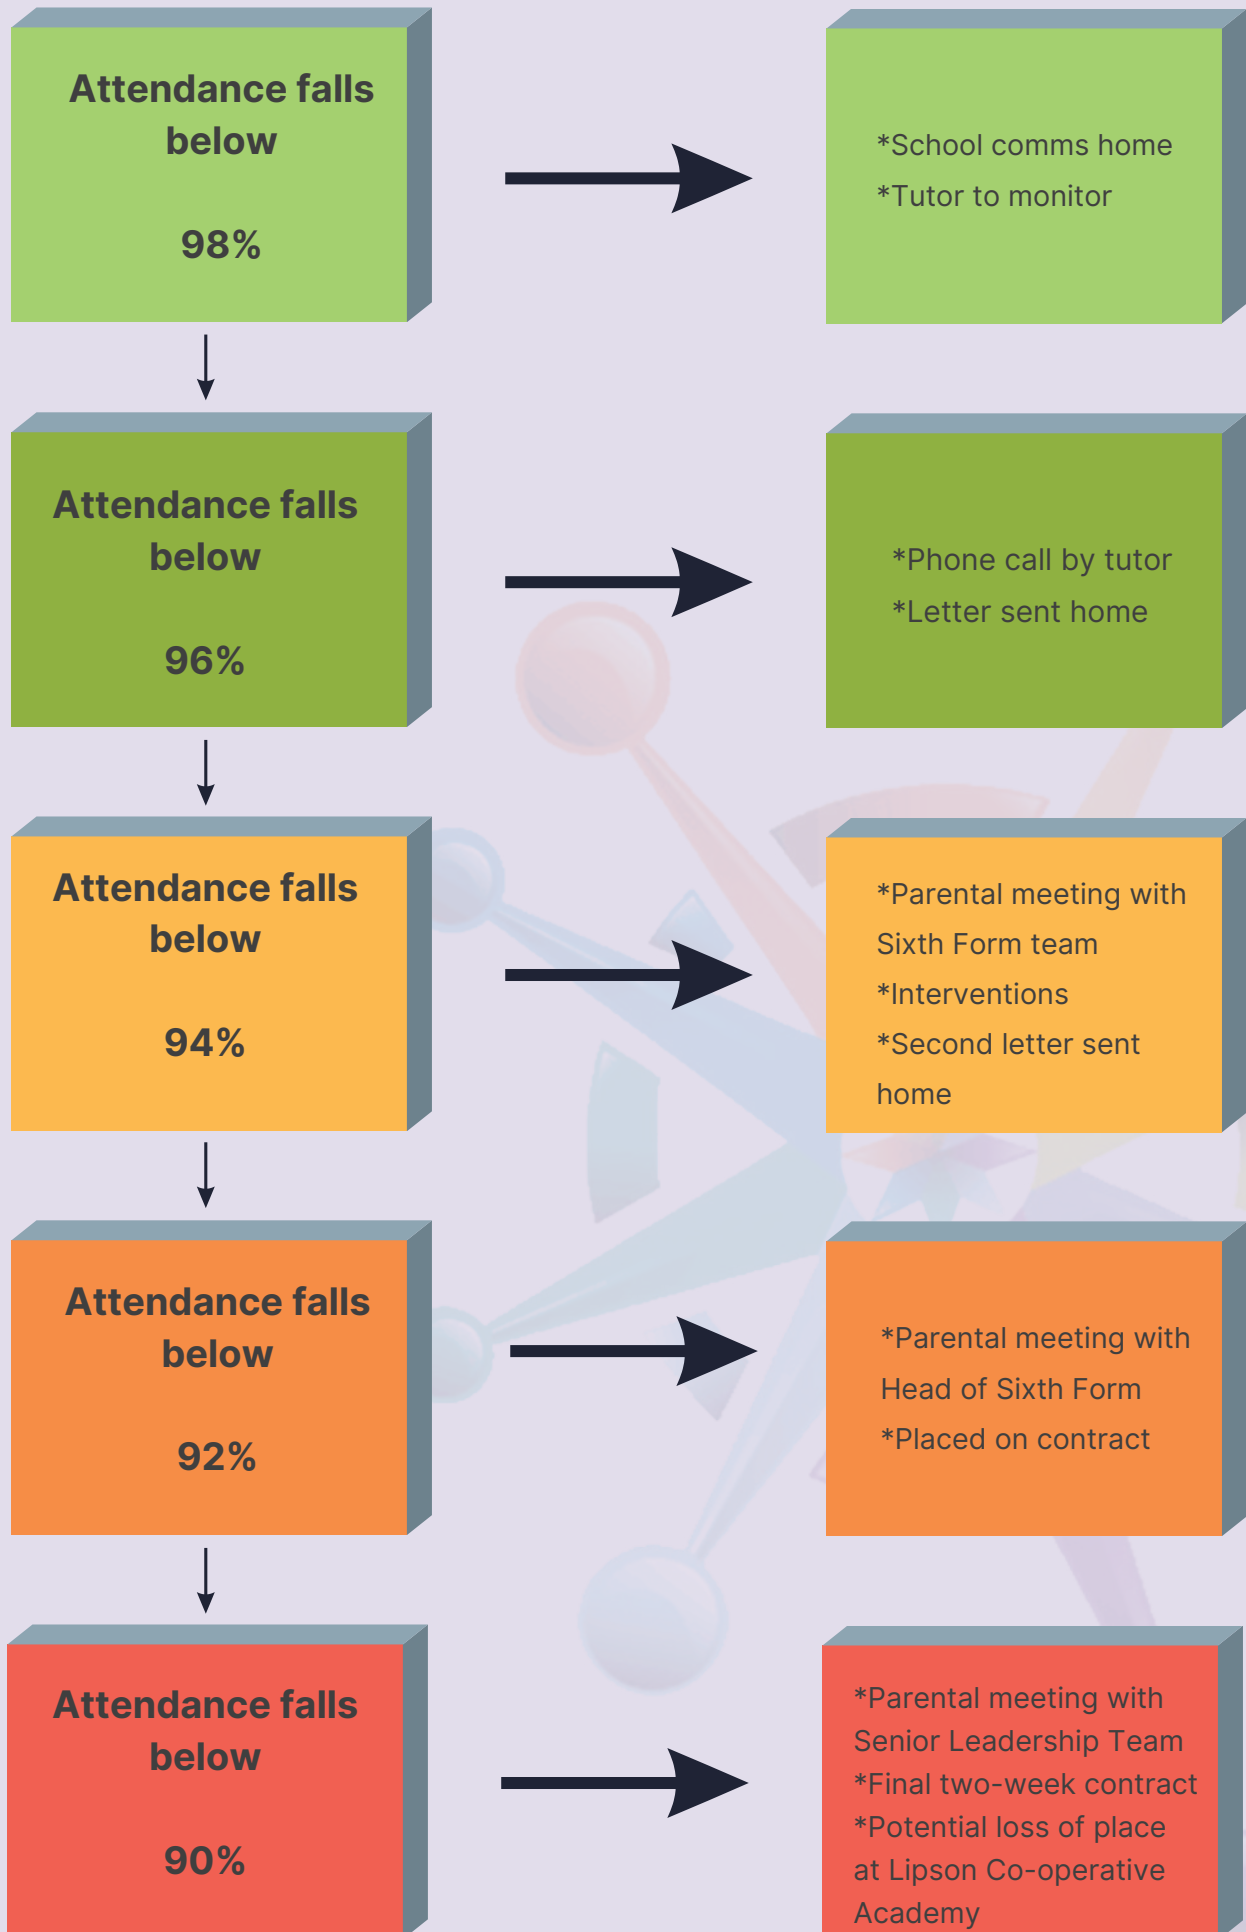 Attendance falls
below
98%
*School comms home
*Tutor to monitor
Attendance falls
below
96%
*Phone call by tutor
*Letter sent home
Attendance falls
below
94%
*Parental meeting with
Sixth Form team
*Interventions
*Second letter sent
home
Attendance falls
below
92%
*Parental meeting with
Head of Sixth Form
*Placed on contract
Attendance falls
below
90%
*Parental meeting with
Senior Leadership Team
*Final two-week contract
*Potential loss of place
at Lipson Co-operative
Academy